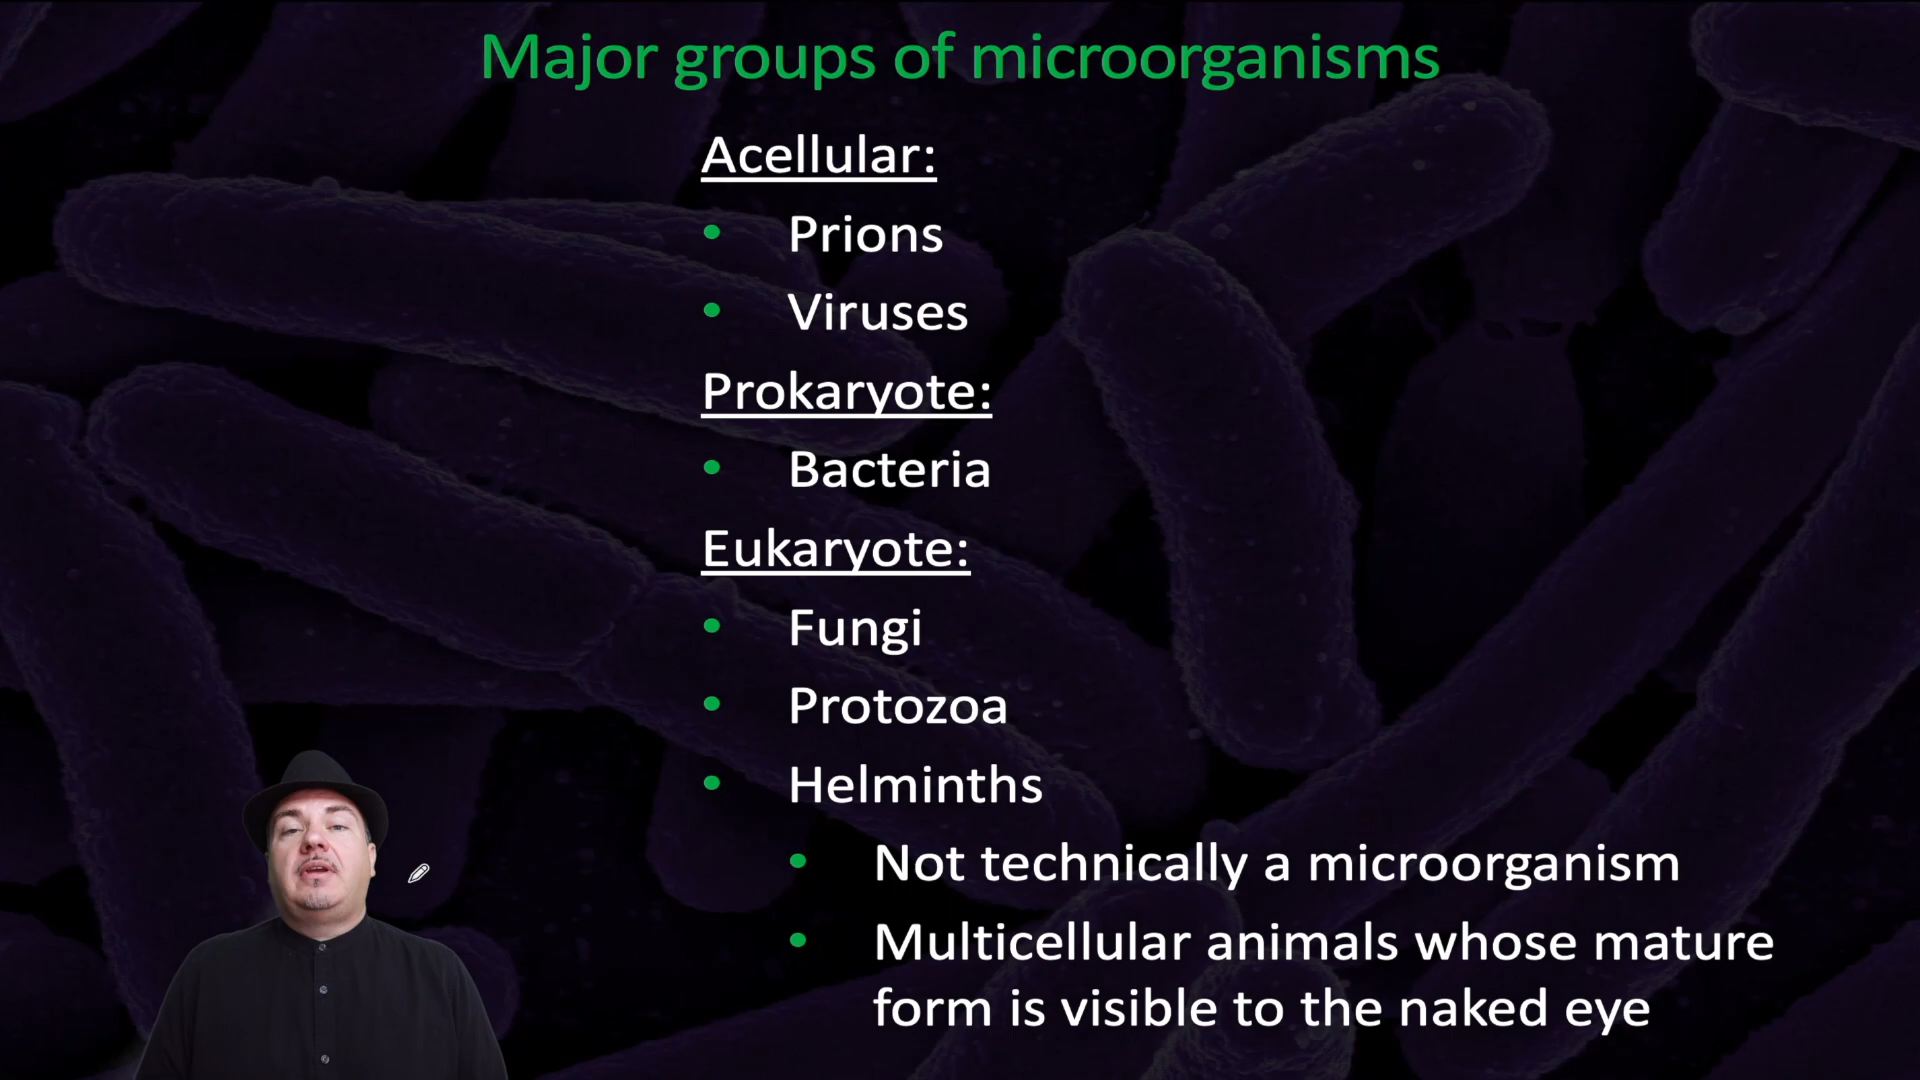 Major groups of microorganisms
Acellular:
• Prions
• Viruses
Prokaryote:
• Bacteria
Eukaryote:
• Fungi
• Protozoa
• Helminths
• Not technically a microorganism
• Multicellular animals whose mature
form is visible to the naked eye